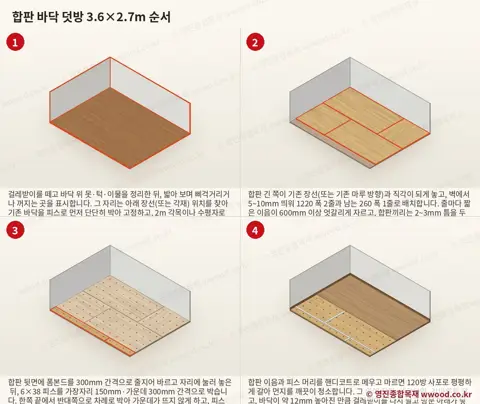 합판 바닥 덧방 3.6×2.7m 순서
1
걸레받이를 떼고 바닥 위 못·턱·이물을 정리한 뒤, 밟아 보며 삐걱거리거
나 꺼지는 곳을 표시합니다. 그 자리는 아래 장선(또는 각재) 위치를 찾아
기존 바닥을 피스로 먼저 단단히 박아 고정하고, 2m 각목이나 수평자로
2
합판 긴 쪽이 기존 장선(또는 기존 마루 방향)과 직각이 되게 놓고, 벽에서
5~10mm 띄워 1220 폭 2줄과 남는 260 폭 1줄로 배치합니다. 줄마다 짧
은 이음이 600mm 이상 엇갈리게 자르고, 합판끼리는 2~3mm 틈을 두
3
합판 뒷면에 폼본드를 300mm 간격으로 줄지어 바르고 자리에 눌러 놓은
뒤, 6×38 피스를 가장자리 150mm·가운데 300mm 간격으로 박습니
다. 한쪽 끝에서 반대쪽으로 차례로 박아 가운데가 뜨지 않게 하고, 피스
4
합판 이음과 피스 머리를 핸디코트로 메우고 마르면 120방 사포로 평평하
게 갈아 먼지를 깨끗이 청소합니다.
고, 바닥이 약 12mm 높아진 만큼
© 영진종합목재 wwood.co.kr